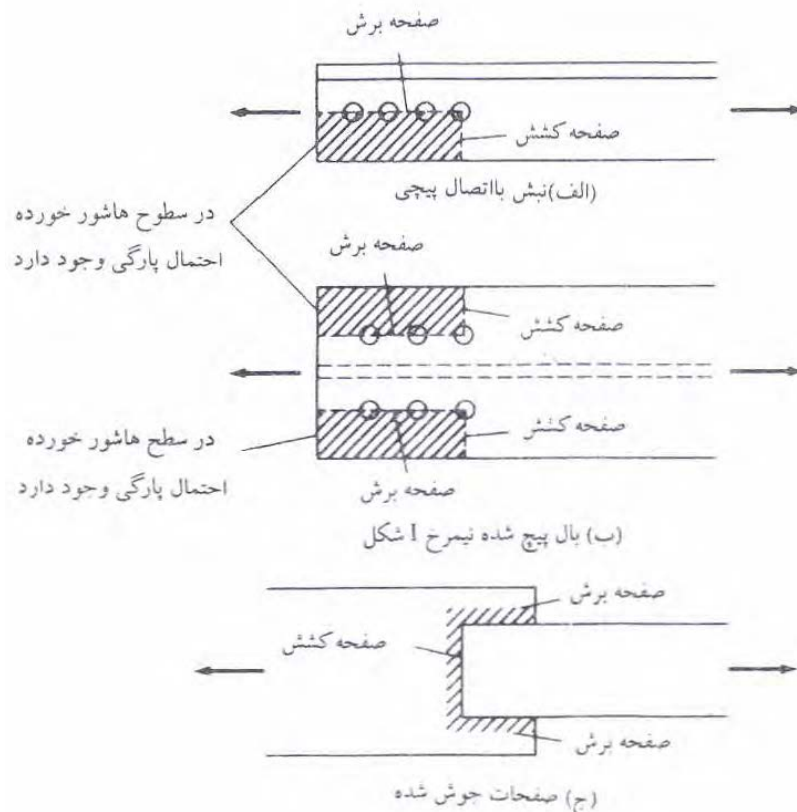 صفحه برش
صفحه کشش
(الف)نبش بااتصال پیچی
در سطوح هاشور خورده
احتمال پارگی وجود دارد
صفحه برش
صفحه کشش
صفحه کشش
در سطح هاشور خورده
احتمال پارگی وجود دارد
صفحه برش
(ب) بال پیچ شده نیمرخ I شکل
صفحه برش
صفحه کشش
صفحه برش
(ج) صفحات جوش شده